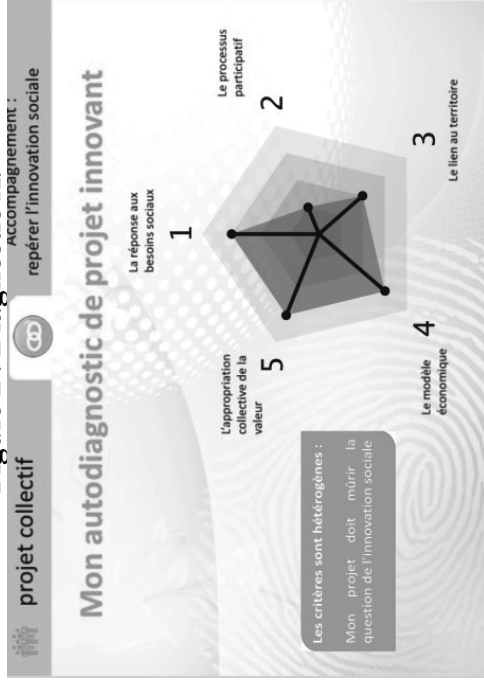 projet collectif
Accompagnement :
repérer l'innovation sociale
Mon autodiagnostic de projet innovant
La réponse aux
besoins sociaux
1
Le processus
participatif
2
3
Le lien au territoire
4
Le modèle
économique
L'appropriation
collective de la
valeur
5
Les critères sont hétérogènes :
Mon projet doit mûrir la
question de l'innovation sociale